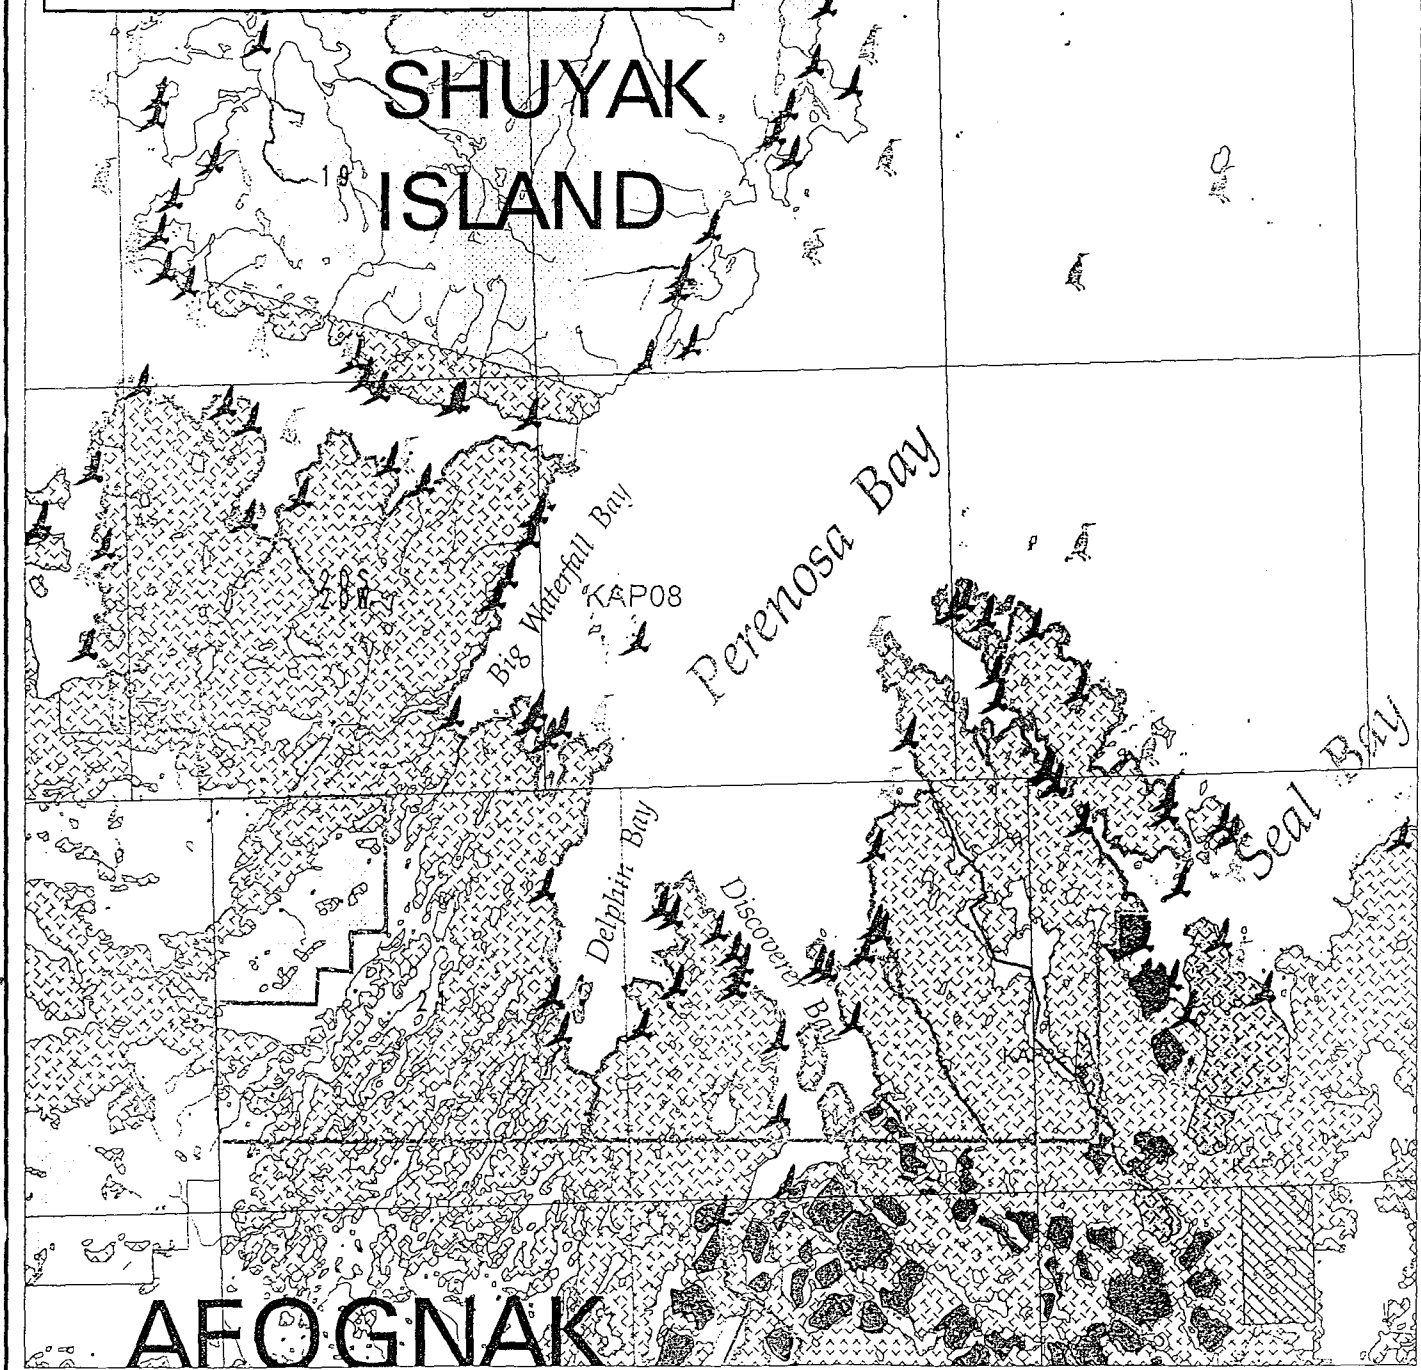 SHUYAK
ISLAND
Perenosa Bay
Big Waterfall Bay
KAP08
Seal Bay
Delphin Bay
Discoverer Bay
AFOGNAK